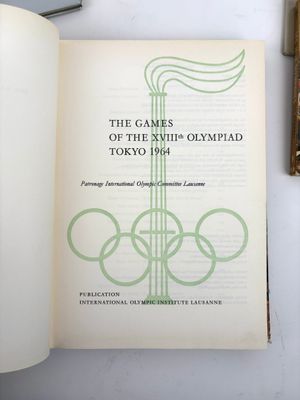 THE GAMES
OF THE XVIIIth OLYMPIAD
TOKYO 1964
Patronage International Olympic Committee Lausanne
PUBLICATION
INTERNATIONAL OLYMPIC INSTITUTE LAUSANNE